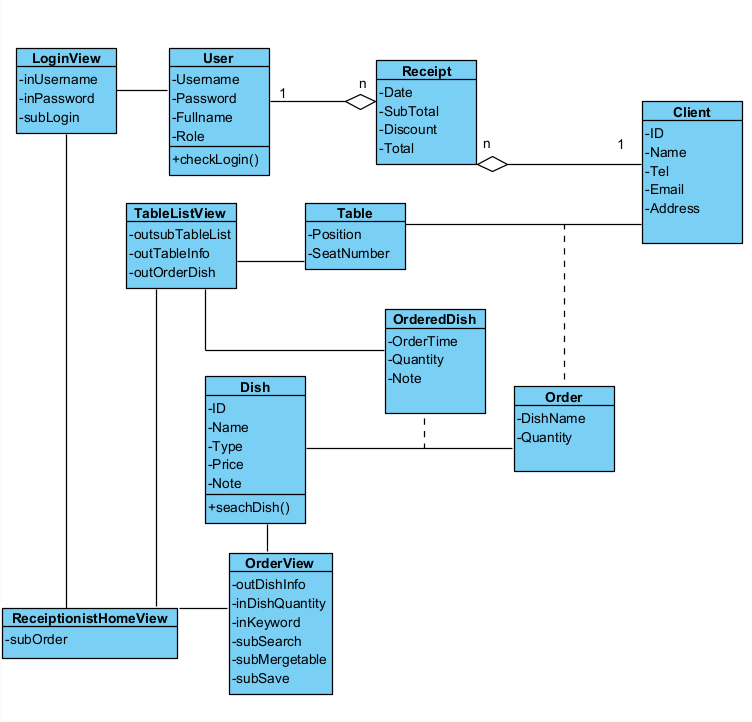 LoginView
-inUsername
-inPassword
-subLogin
User
-Username
-Password
-Fullname
-Role
+checkLogin()
1
n
Receipt
-Date
-SubTotal
-Discount
-Total
n
1
Client
-ID
-Name
-Tel
-Email
-Address
TableListView
-outsubTableList
-outTableInfo
-outOrderDish
Table
-Position
-SeatNumber
OrderedDish
-OrderTime
-Quantity
-Note
Dish
-ID
-Name
-Type
-Price
-Note
+seachDish()
Order
-DishName
-Quantity
OrderView
-outDishInfo
-inDishQuantity
-inKeyword
-subSearch
-subMergetable
-subSave
ReceiptionistHomeView
-subOrder